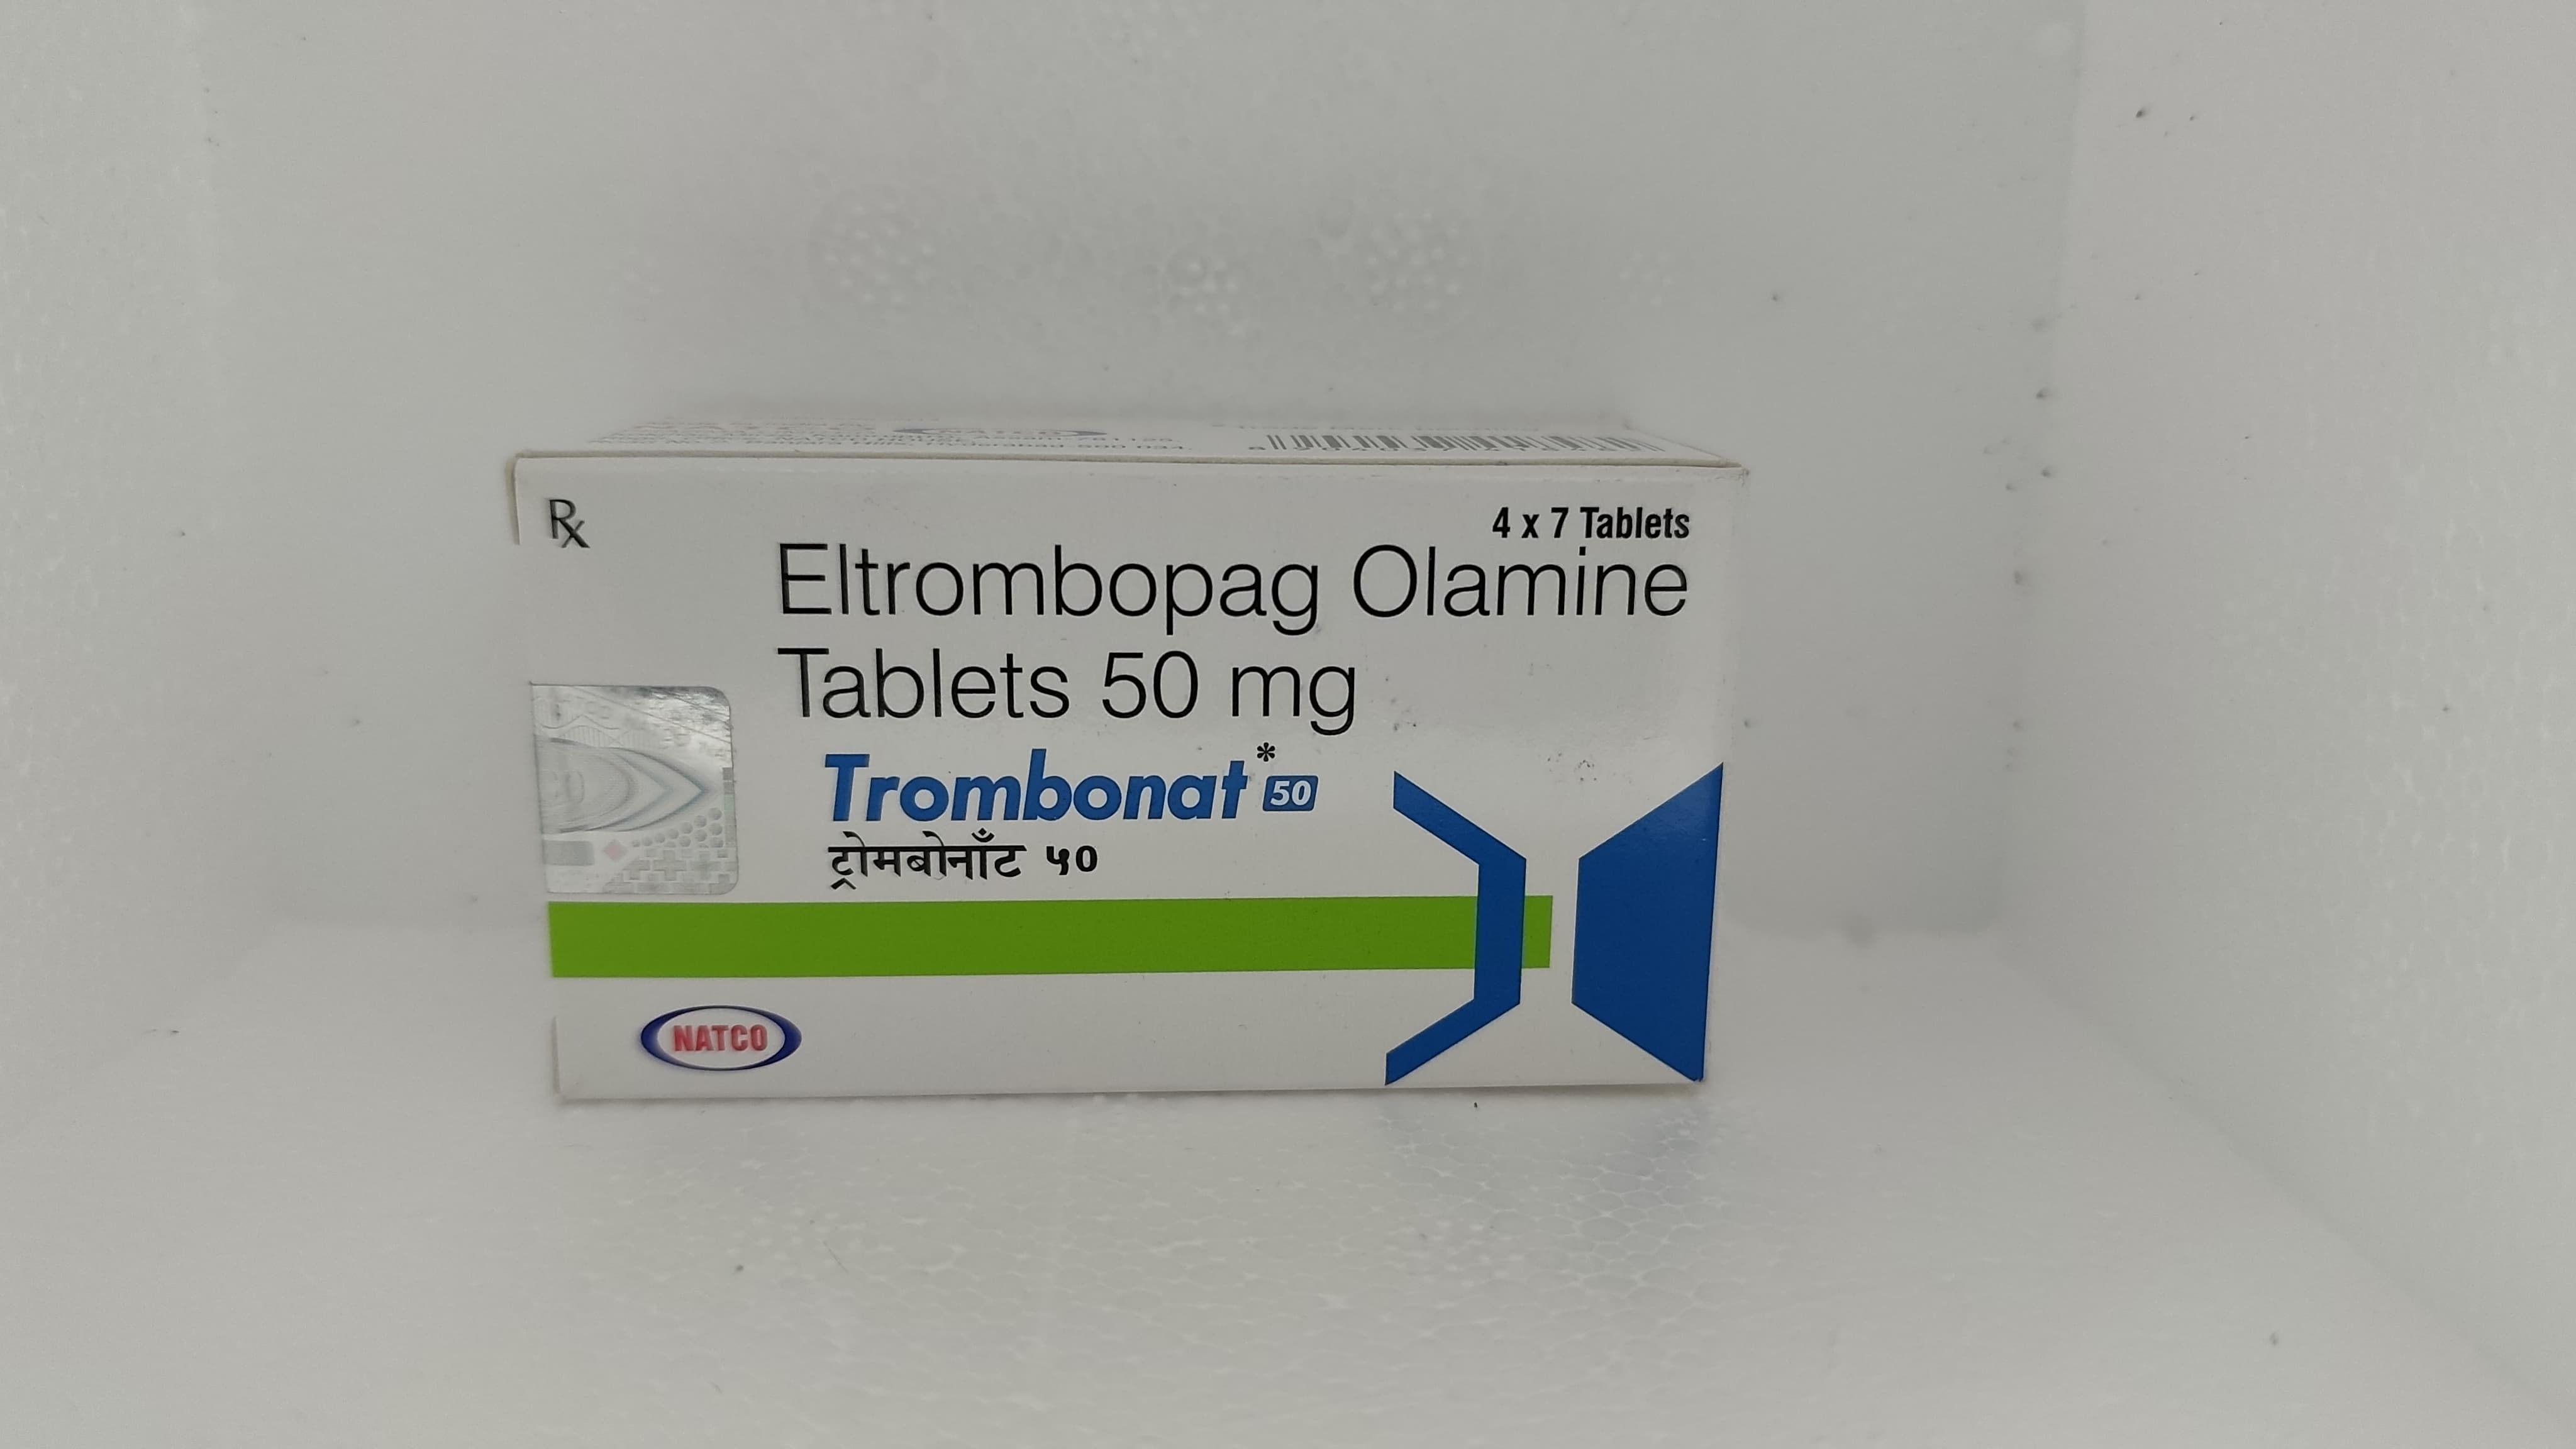 Rx
4 x 7 Tablets
Eltrombopag Olamine
Tablets 50 mg
Trombonat* 50
ट्रोमबोनाँट ५०
NATCO